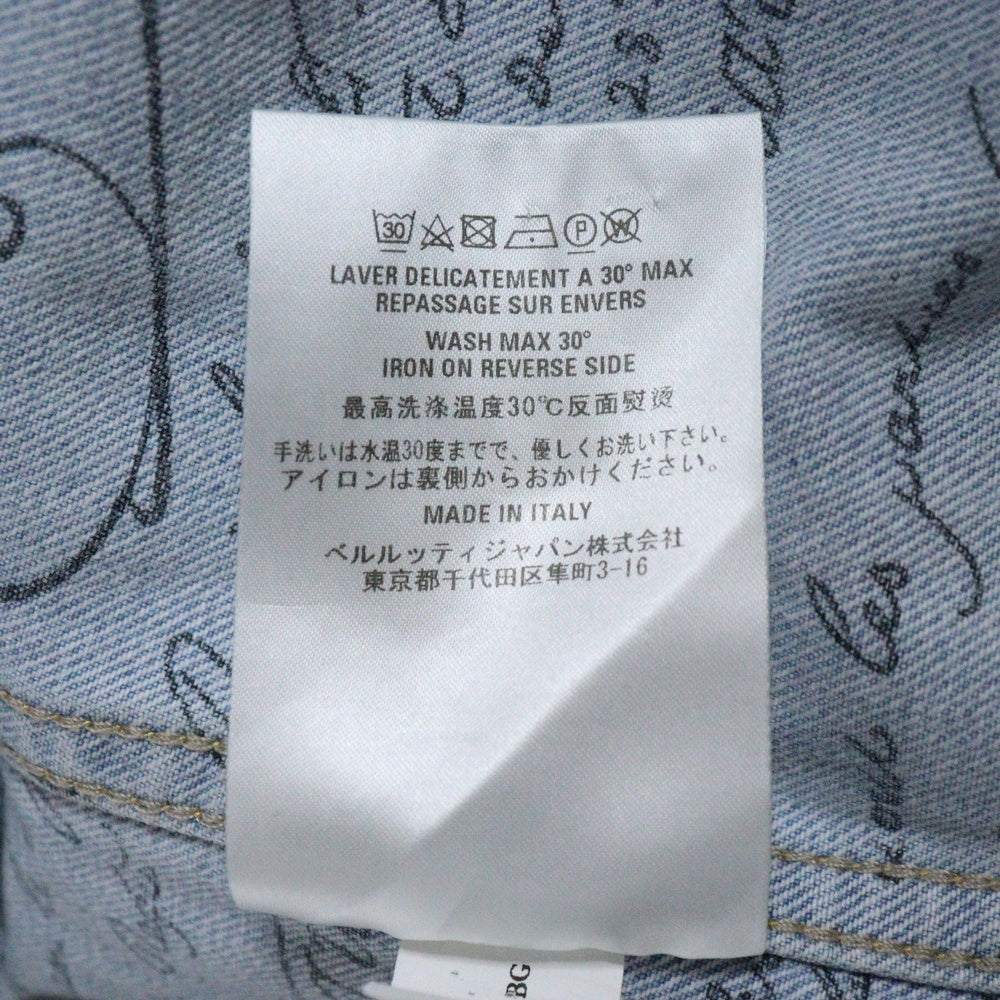 30
P
W
LAVER DELICATEMENT A 30° MAX
REPASSAGE SUR ENVERS
WASH MAX 30°
IRON ON REVERSE SIDE
最高洗涤温度30℃反面熨烫
手洗いは水温30度までで、優しくお洗い下さい。
アイロンは裏側からおかけください。
MADE IN ITALY
ベルルッティジャパン株式会社
東京都千代田区隼町3-16
BG
les parties